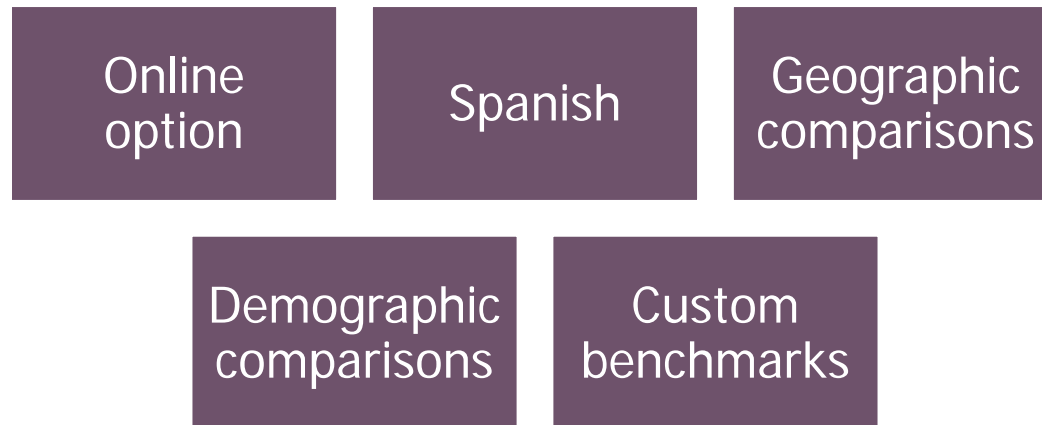 Online
option
Spanish
Geographic
comparisons
Demographic
comparisons
Custom
benchmarks